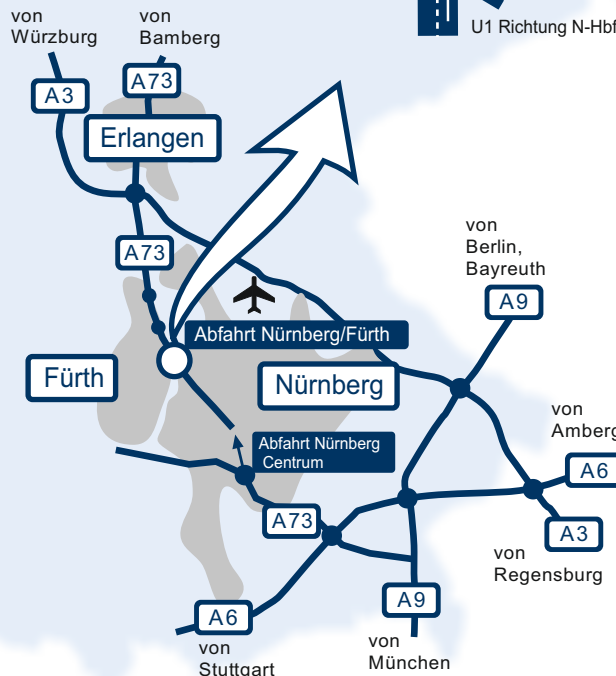 U1 Richtung N-Hbf
von
Würzburg
von
Bamberg
A3
A73
Erlangen
A73
von
Berlin,
Bayreuth
A9
Abfahrt Nürnberg/Fürth
Fürth
Nürnberg
von
Amberg
Abfahrt Nürnberg
Centrum
A6
A73
A3
von
Regensburg
A6
A9
von
Stuttgart
von
München